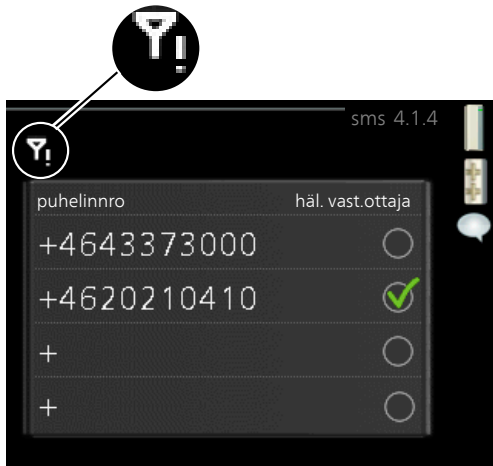 sms 4.1.4
puhelinnro häl. vast.ottaja
+4643373000
+4620210410
+
+